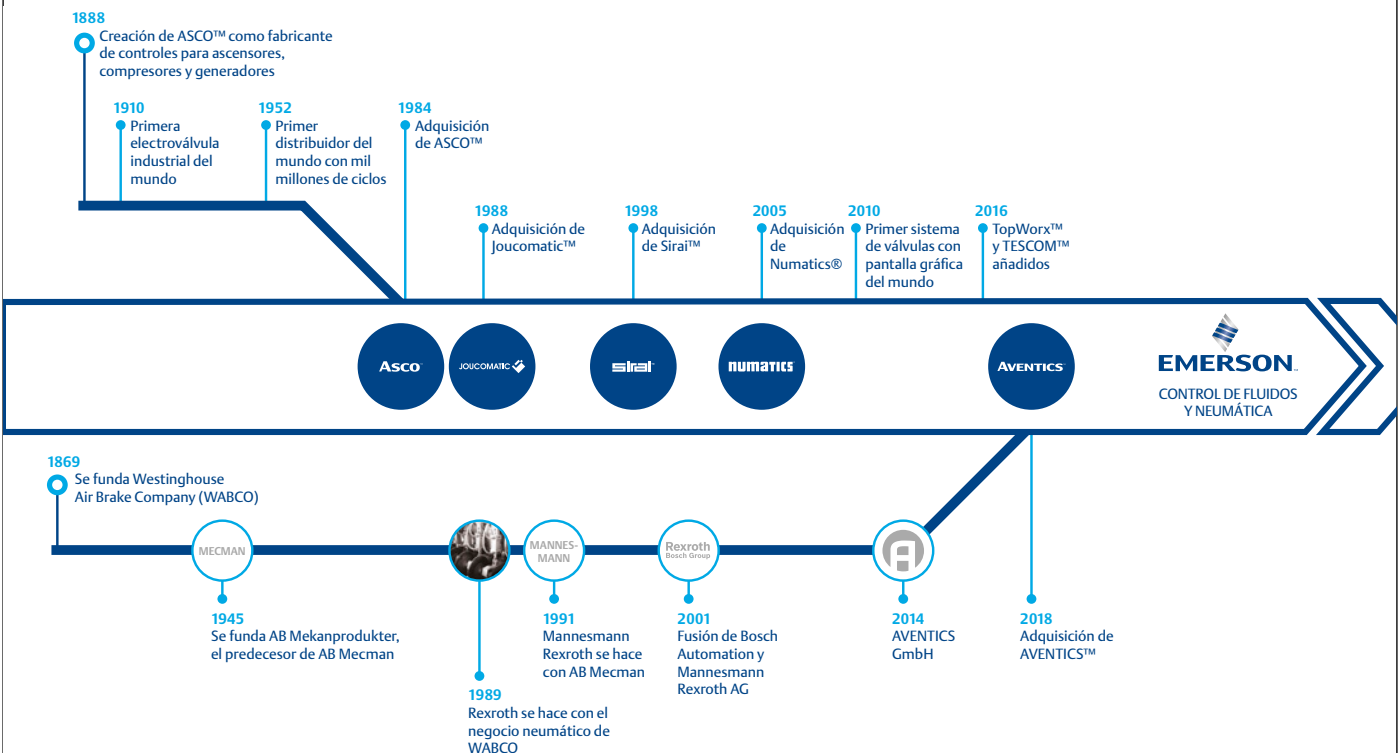 1888
Creación de ASCO™ como fabricante
de controles para ascensores,
compresores y generadores
1910
Primera
electroválvula
industrial del
mundo
1952
Primer
distribuidor del
mundo con mil
millones de ciclos
1984
Adquisición
de ASCO™
1988
Adquisición de
Joucomatic™
1998
Adquisición
de Sirai™
2005
Adquisición
de
Numatics®
2010
Primer sistema
de válvulas con
pantalla gráfica
del mundo
2016
TopWorx™
y TESCOM™
añadidos
ASCO™
JOUCOMATIC
sirai™
numatics™
AVENTICS™
EMERSON™
CONTROL DE FLUIDOS
Y NEUMÁTICA
1869
Se funda Westinghouse
Air Brake Company (WABCO)
MECMAN
1945
Se funda AB Mekanprodukter,
el predecesor de AB Mecman
1989
Rexroth se hace con el
negocio neumático de
WABCO
MANNES-
MANN
1991
Mannesmann
Rexroth se hace
con AB Mecman
Rexroth
Bosch Group
2001
Fusión de Bosch
Automation y
Mannesmann
Rexroth AG
2014
AVENTICS
GmbH
2018
Adquisición de
AVENTICS™